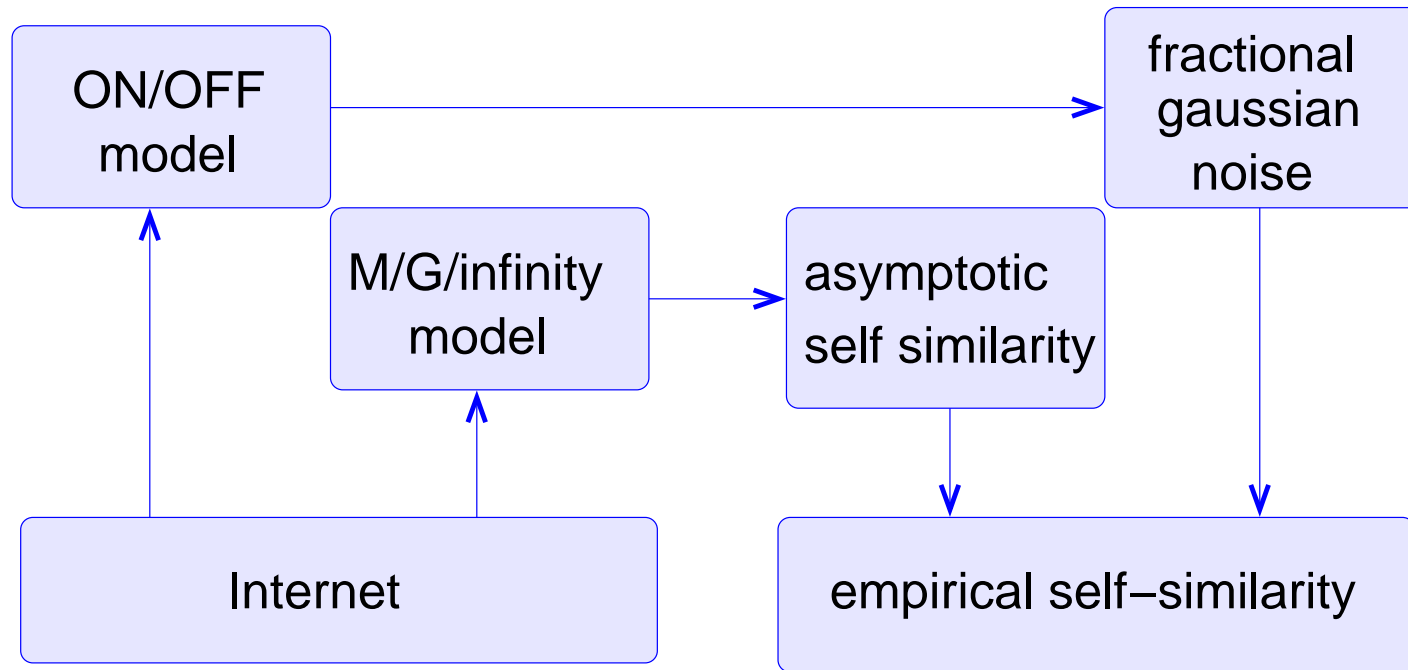 ON/OFF
model
fractional
gaussian
noise
M/G/infinity
model
asymptotic
self similarity
Internet
empirical self−similarity